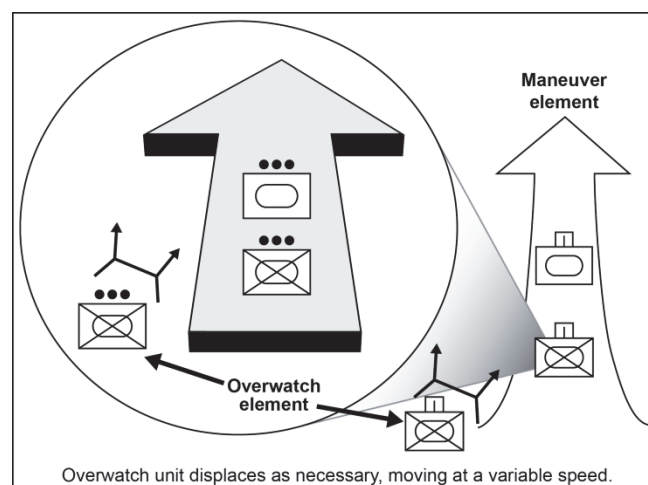 Maneuver
element
Overwatch
element
Overwatch unit displaces as necessary, moving at a variable speed.